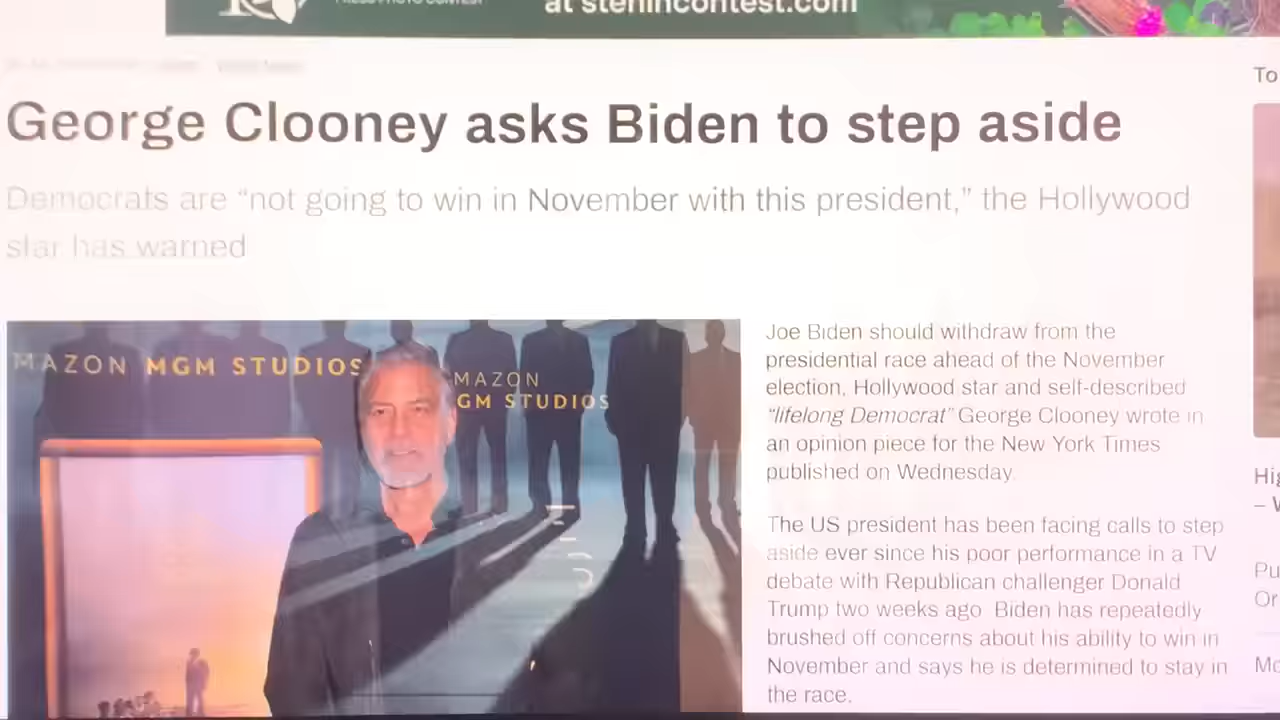 at stenincontest.com
George Clooney asks Biden to step aside
Democrats are “not going to win in November with this president,” the Hollywood
star has warned
MAZON MGM STUDIOS
MAZON
GM STUDIOS
Joe Biden should withdraw from the
presidential race ahead of the November
election, Hollywood star and self-described
“lifelong Democrat” George Clooney wrote in
an opinion piece for the New York Times
published on Wednesday.
The US president has been facing calls to step
aside ever since his poor performance in a TV
debate with Republican challenger Donald
Trump two weeks ago. Biden has repeatedly
brushed off concerns about his ability to win in
November and says he is determined to stay in
the race.
To
Hig
– W
Pu
Or
Mo